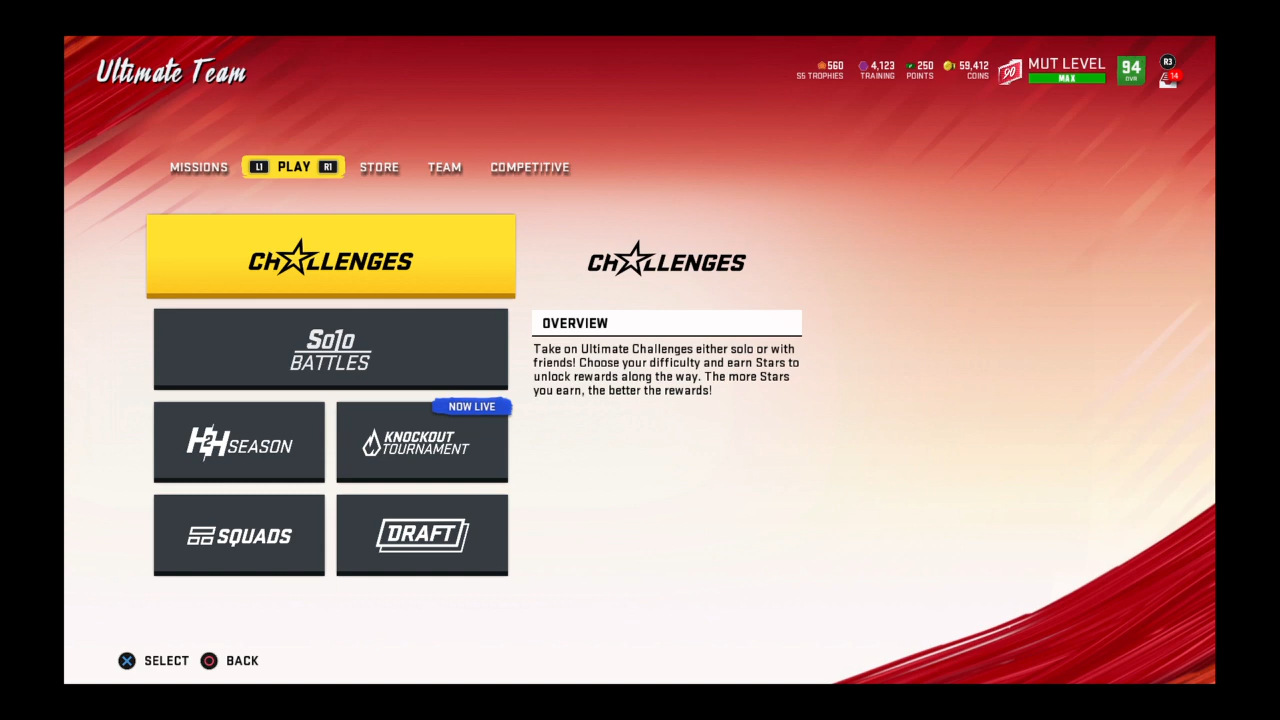 Ultimate Team
560
S5 TROPHIES
4,123
TRAINING
250
POINTS
59,412
COINS
90
MUT LEVEL
MAX
94
OVR
R3
14
MISSIONS
L1 PLAY R1
STORE
TEAM
COMPETITIVE
CHALLENGES
Solo
BATTLES
NOW LIVE
H2H SEASON
KNOCKOUT
TOURNAMENT
SQUADS
DRAFT
CHALLENGES
OVERVIEW
Take on Ultimate Challenges either solo or with
friends! Choose your difficulty and earn Stars to
unlock rewards along the way. The more Stars
you earn, the better the rewards!
SELECT
BACK